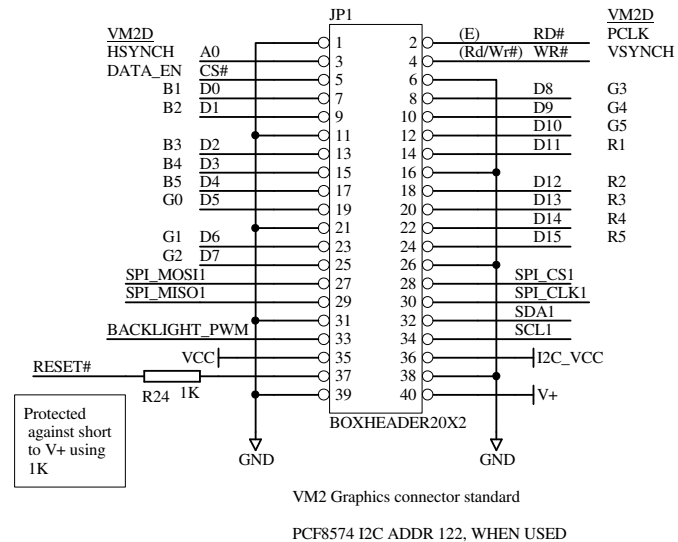 JP1
VM2D VM2D
HSYNCH A0 1 2 (E) RD# PCLK
DATA_EN CS# 3 4 (Rd/Wr#) WR# VSYNCH
5 6
B1 D0 7 8 D8 G3
B2 D1 9 10 D9 G4
11 12 D10 G5
B3 D2 13 14 D11 R1
B4 D3 15 16
B5 D4 17 18 D12 R2
G0 D5 19 20 D13 R3
21 22 D14 R4
G1 D6 23 24 D15 R5
G2 D7 25 26
SPI_MOSI1 27 28 SPI_CS1
SPI_MISO1 29 30 SPI_CLK1
31 32 SDA1
BACKLIGHT_PWM 33 34 SCL1
VCC 35 36 I2C_VCC
RESET# 37 38
R24 1K 39 40 V+
BOXHEADER20X2
Protected
against short
to V+ using
1K
GND GND
VM2 Graphics connector standard
PCF8574 I2C ADDR 122, WHEN USED